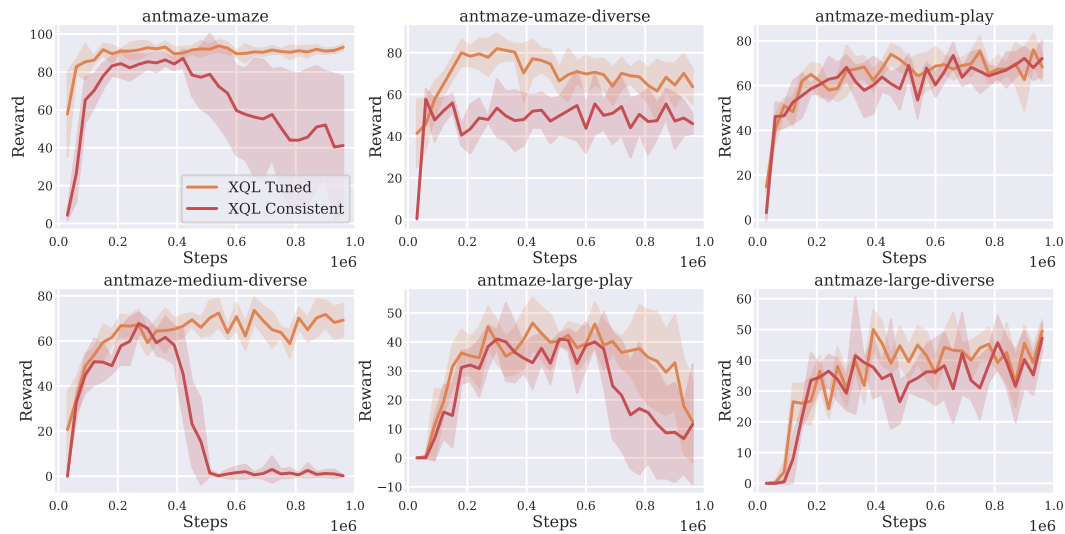 antmaze-umaze
antmaze-umaze-diverse
antmaze-medium-play
100
80
60
40
20
0
Reward
XQL Tuned
XQL Consistent
0.0 0.2 0.4 0.6 0.8 1.0
Steps
1e6
80
60
40
20
0
Reward
0.0 0.2 0.4 0.6 0.8 1.0
Steps
1e6
80
60
40
20
0
Reward
0.0 0.2 0.4 0.6 0.8 1.0
Steps
1e6
antmaze-medium-diverse
antmaze-large-play
antmaze-large-diverse
80
60
40
20
0
Reward
0.0 0.2 0.4 0.6 0.8 1.0
Steps
1e6
50
40
30
20
10
0
−10
Reward
0.0 0.2 0.4 0.6 0.8 1.0
Steps
1e6
60
50
40
30
20
10
0
Reward
0.0 0.2 0.4 0.6 0.8 1.0
Steps
1e6